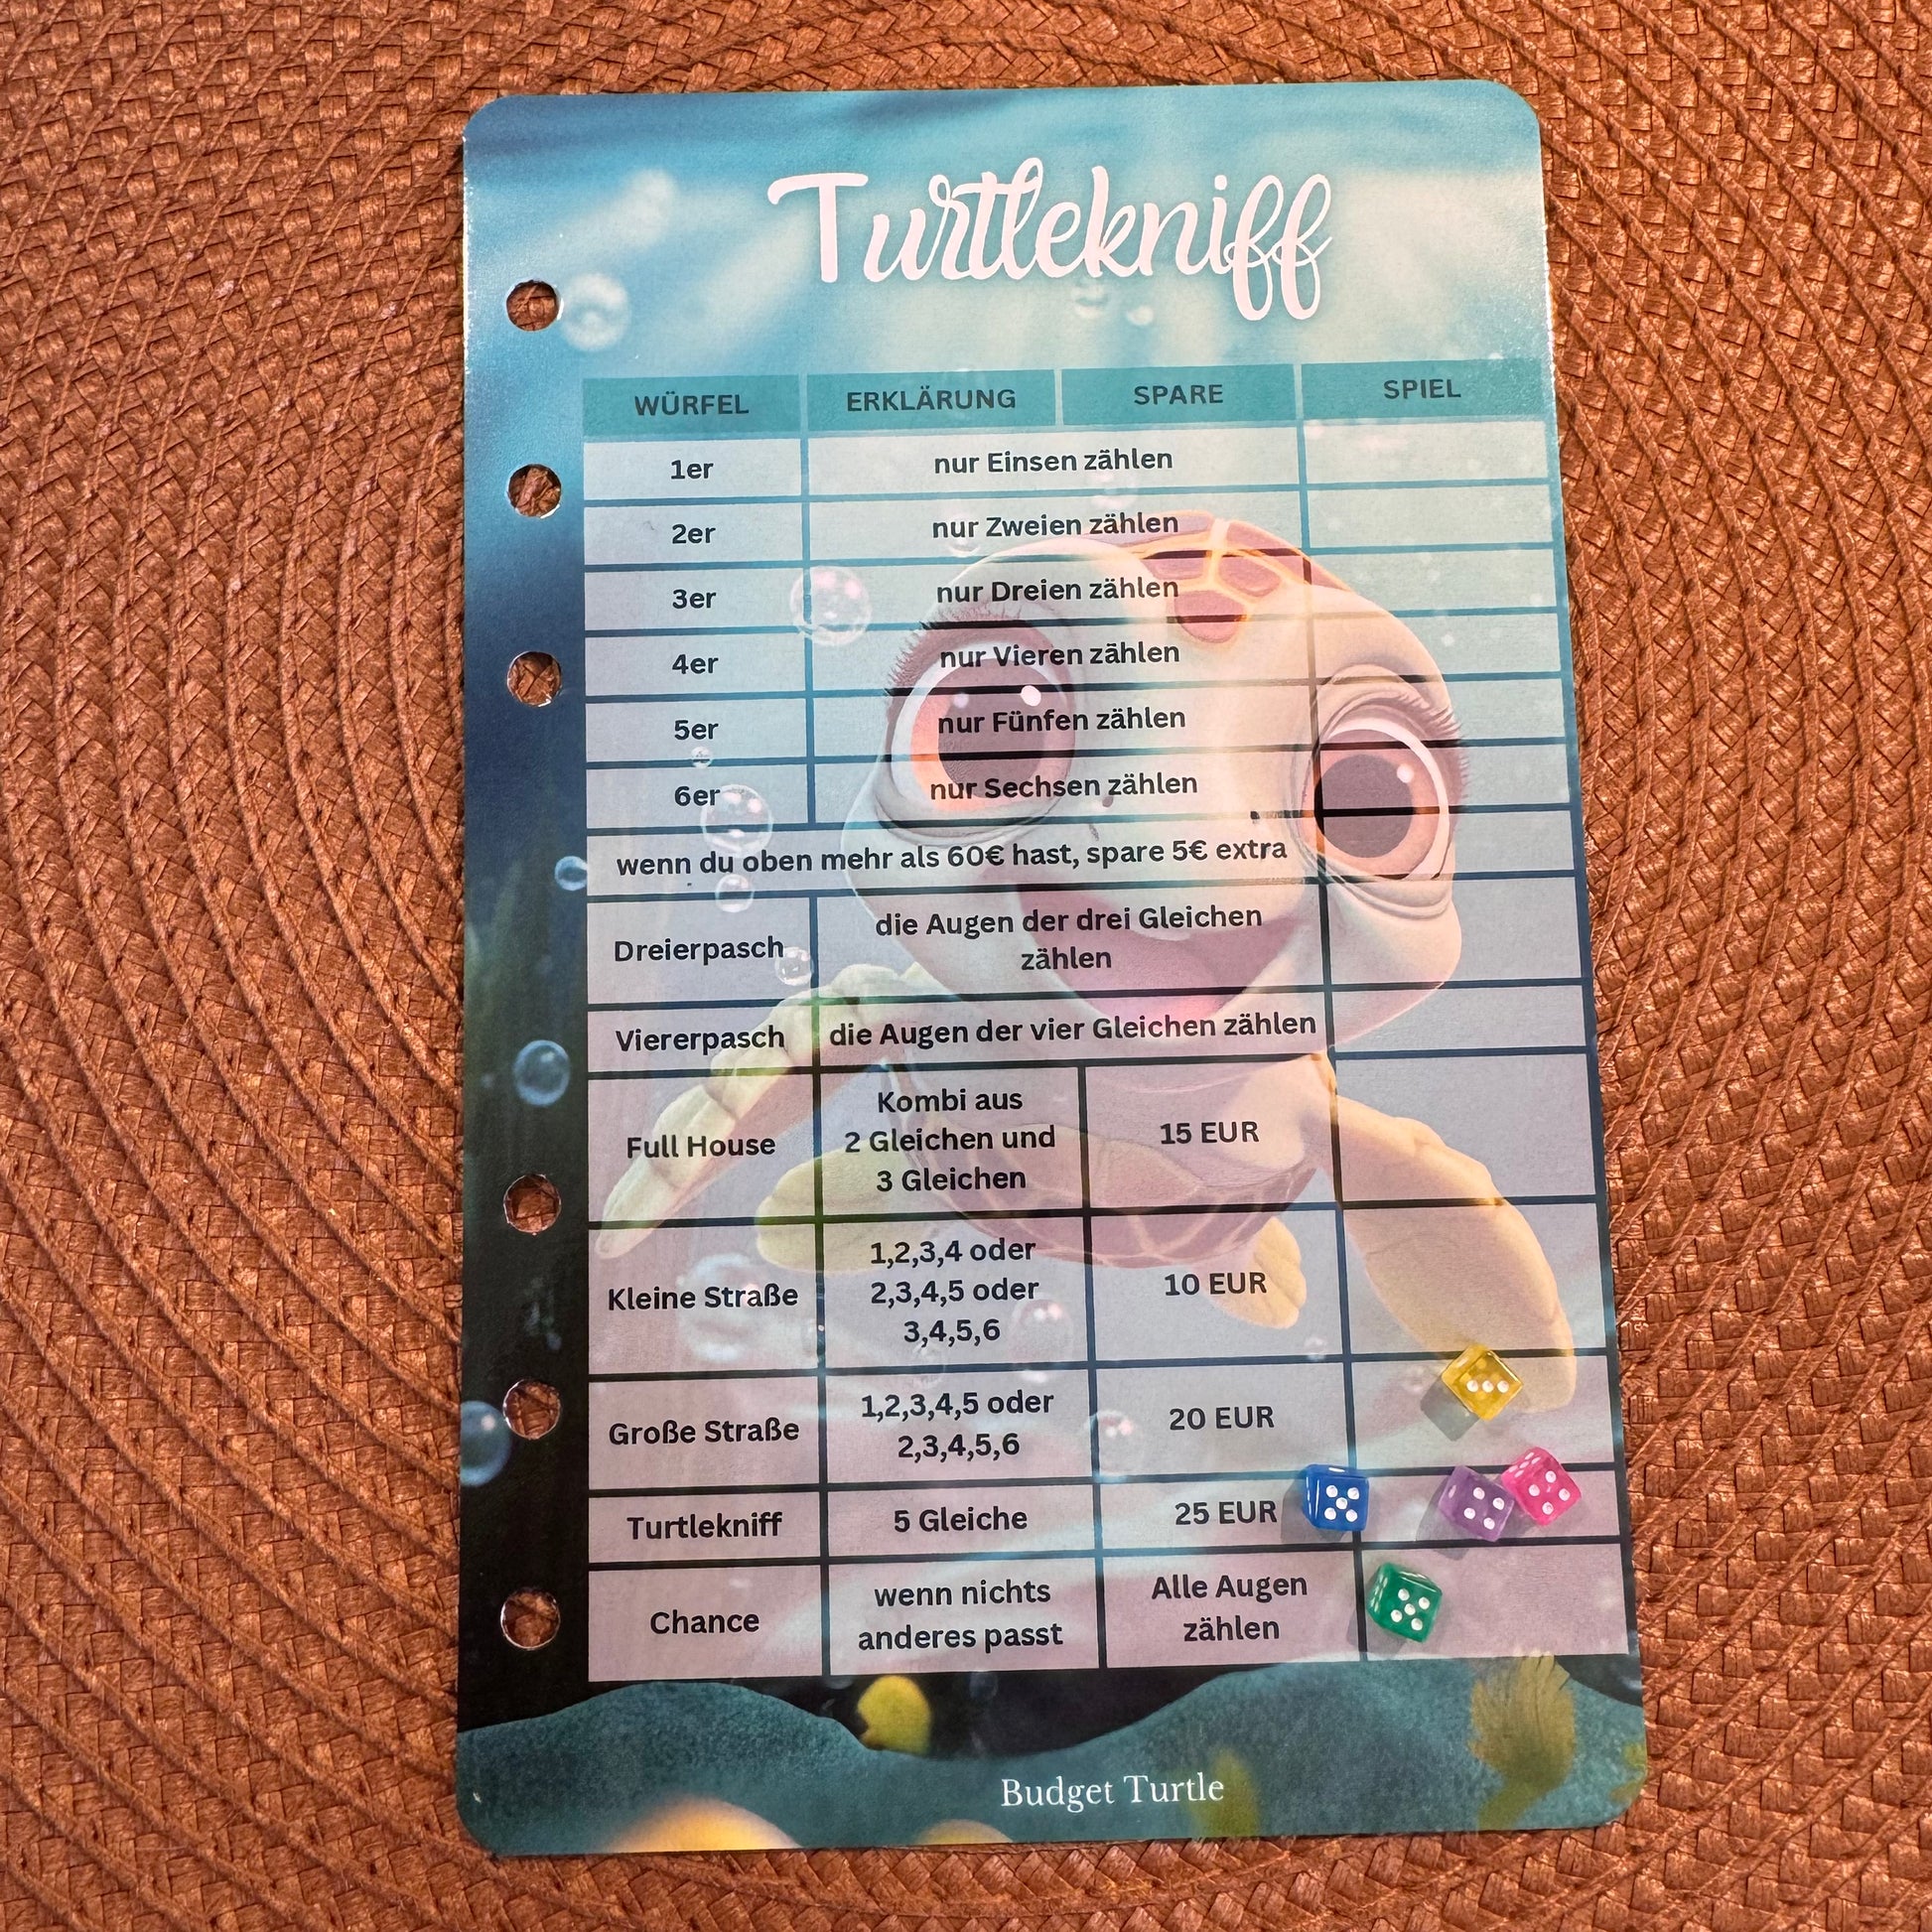 Turtlekniff
WÜRFEL ERKLÄRUNG SPARE SPIEL
1er nur Einsen zählen
2er nur Zweien zählen
3er nur Dreien zählen
4er nur Vieren zählen
5er nur Fünfen zählen
6er nur Sechsen zählen
wenn du oben mehr als 60€ hast, spare 5€ extra
Dreierpasch
die Augen der drei Gleichen
zählen
Viererpasch die Augen der vier Gleichen zählen
Full House
Kombi aus
2 Gleichen und
3 Gleichen
15 EUR
Kleine Straße
1,2,3,4 oder
2,3,4,5 oder
3,4,5,6
10 EUR
Große Straße
1,2,3,4,5 oder
2,3,4,5,6
20 EUR
Turtlekniff 5 Gleiche 25 EUR
Chance
wenn nichts
anderes passt
Alle Augen
zählen
Budget Turtle